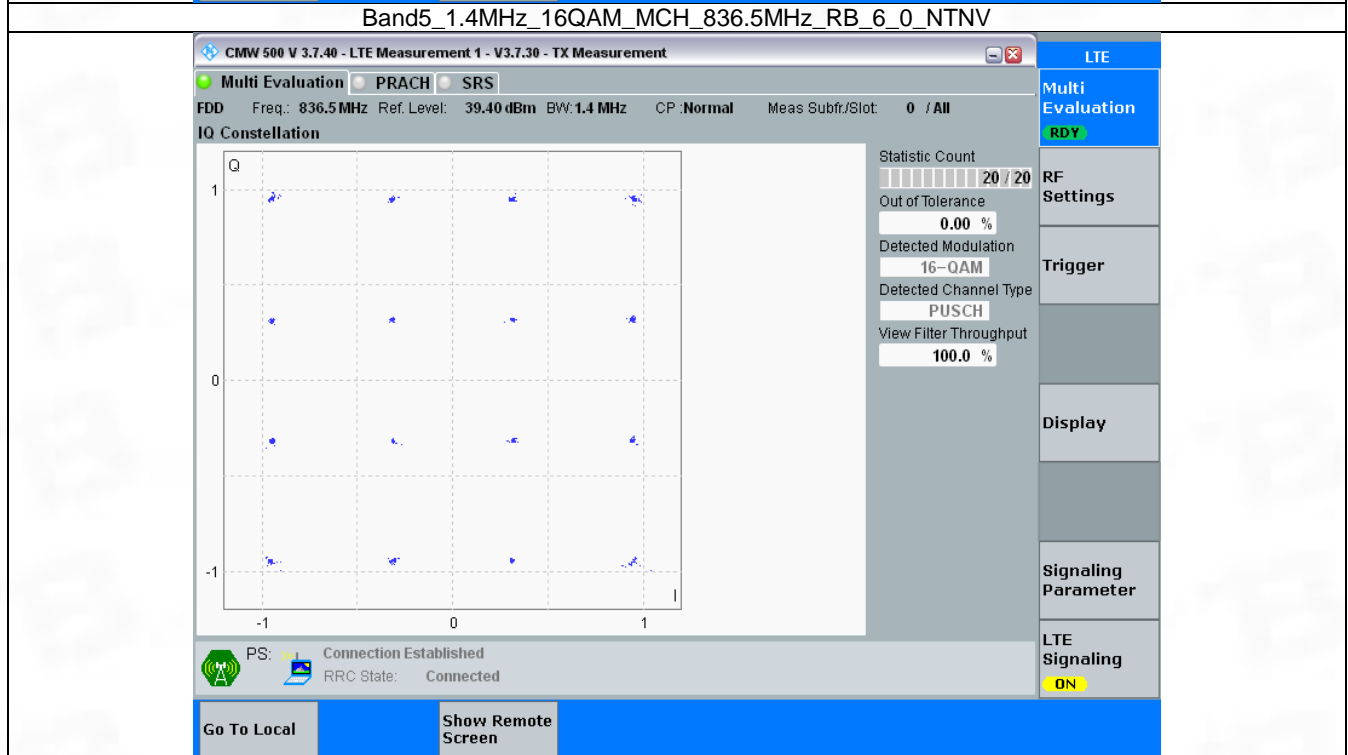 Band5_1.4MHz_16QAM_MCH_836.5MHz_RB_6_0_NTNV
CMW 500 V 3.7.40 - LTE Measurement 1 - V3.7.30 - TX Measurement
LTE
Multi Evaluation PRACH SRS
Multi
Evaluation
RDY
FDD Freq.: 836.5 MHz Ref. Level: 39.40 dBm BW: 1.4 MHz CP :Normal Meas Subfr./Slot: 0 / All
IQ Constellation
Q
1
0
-1
I
-1 0 1
Statistic Count
20 / 20
Out of Tolerance
0.00 %
Detected Modulation
16-QAM
Detected Channel Type
PUSCH
View Filter Throughput
100.0 %
RF
Settings
Trigger
Display
Signaling
Parameter
LTE
Signaling
ON
PS: Connection Established
RRC State: Connected
Go To Local
Show Remote
Screen